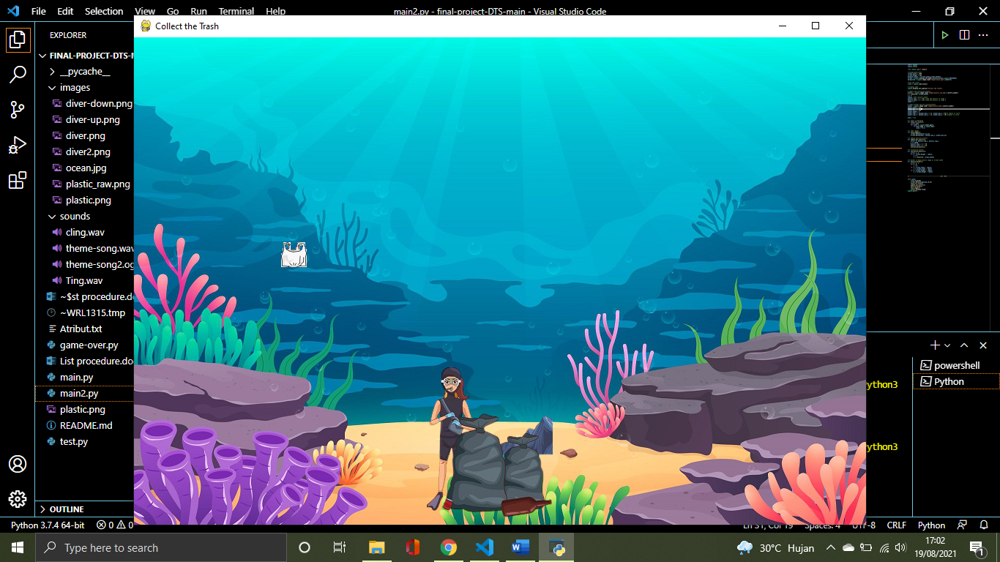 File Edit Selection View Go Run Terminal Help
main2.py - final-project-DTS-main - Visual Studio Code
Collect the Trash
EXPLORER
FINAL-PROJECT-DTS-M
__pycache__
images
diver-down.png
diver-up.png
diver.png
diver2.png
ocean.jpg
plastic_raw.png
plastic.png
sounds
cling.wav
theme-song.wav
theme-song2.og
Ting.wav
~$st procedure.do
~WRL1315.tmp
Atribut.txt
game-over.py
List procedure.do
main.py
main2.py
plastic.png
README.md
test.py
OUTLINE
powershell
Python
ython3
ython3
Python 3.7.4 64-bit 0 0
Ln 51, Col 19 Spaces: 4 UTF-8 CRLF Python
Type here to search
30°C Hujan
17:02
19/08/2021
1